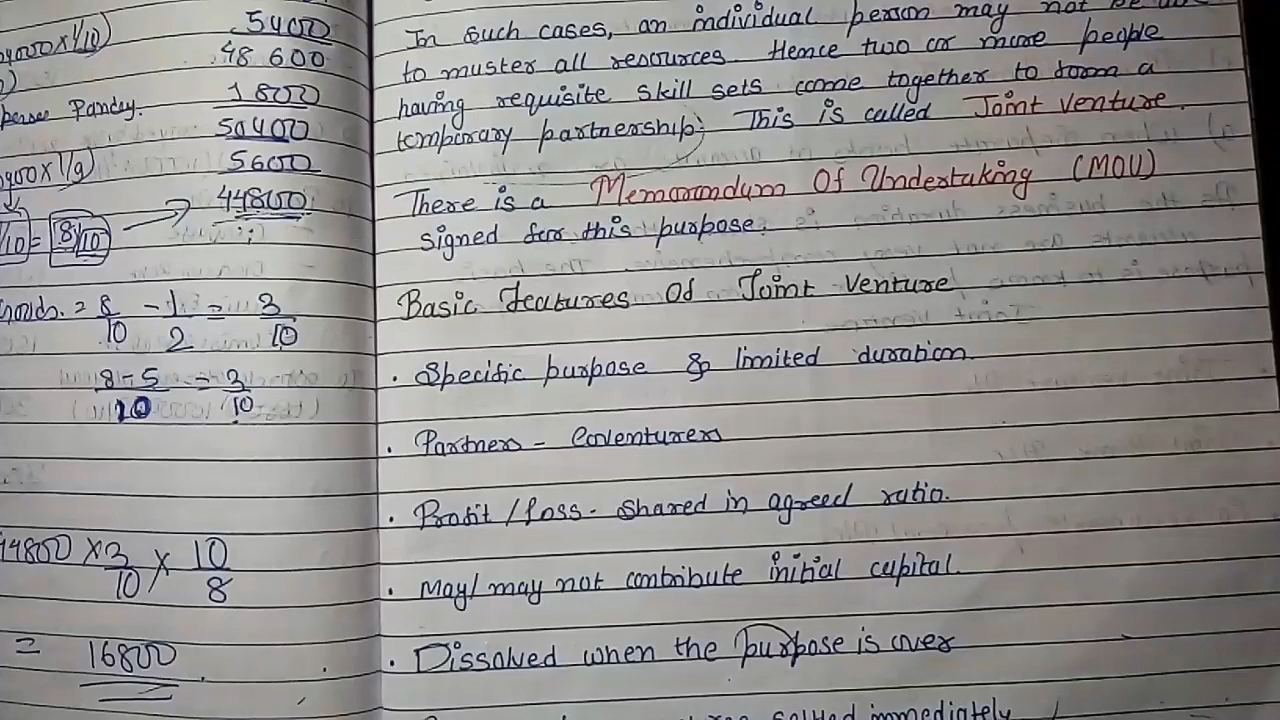 5400
48600
penses Pandey.
1800
50400
5600
44800
/10 = 8/10
goods. = 8/10 - 1/2 = 3/10
8-5/10 = 3/10
44800 × 3/10 × 10/8
= 16800
In such cases, an individual person may not be
to muster all resources. Hence two or more people
having requisite skill sets come together to form a
temporary partnership; This is called Joint Venture.
There is a Memorandum Of Undertaking (MOU)
signed for this purpose.
Basic Features Of Joint Venture
. Specific purpose & limited duration.
. Partners - Coventurers
. Profit / Loss - Shared in agreed ratio.
. May/may not contribute initial capital.
. Dissolved when the purpose is over
immediately